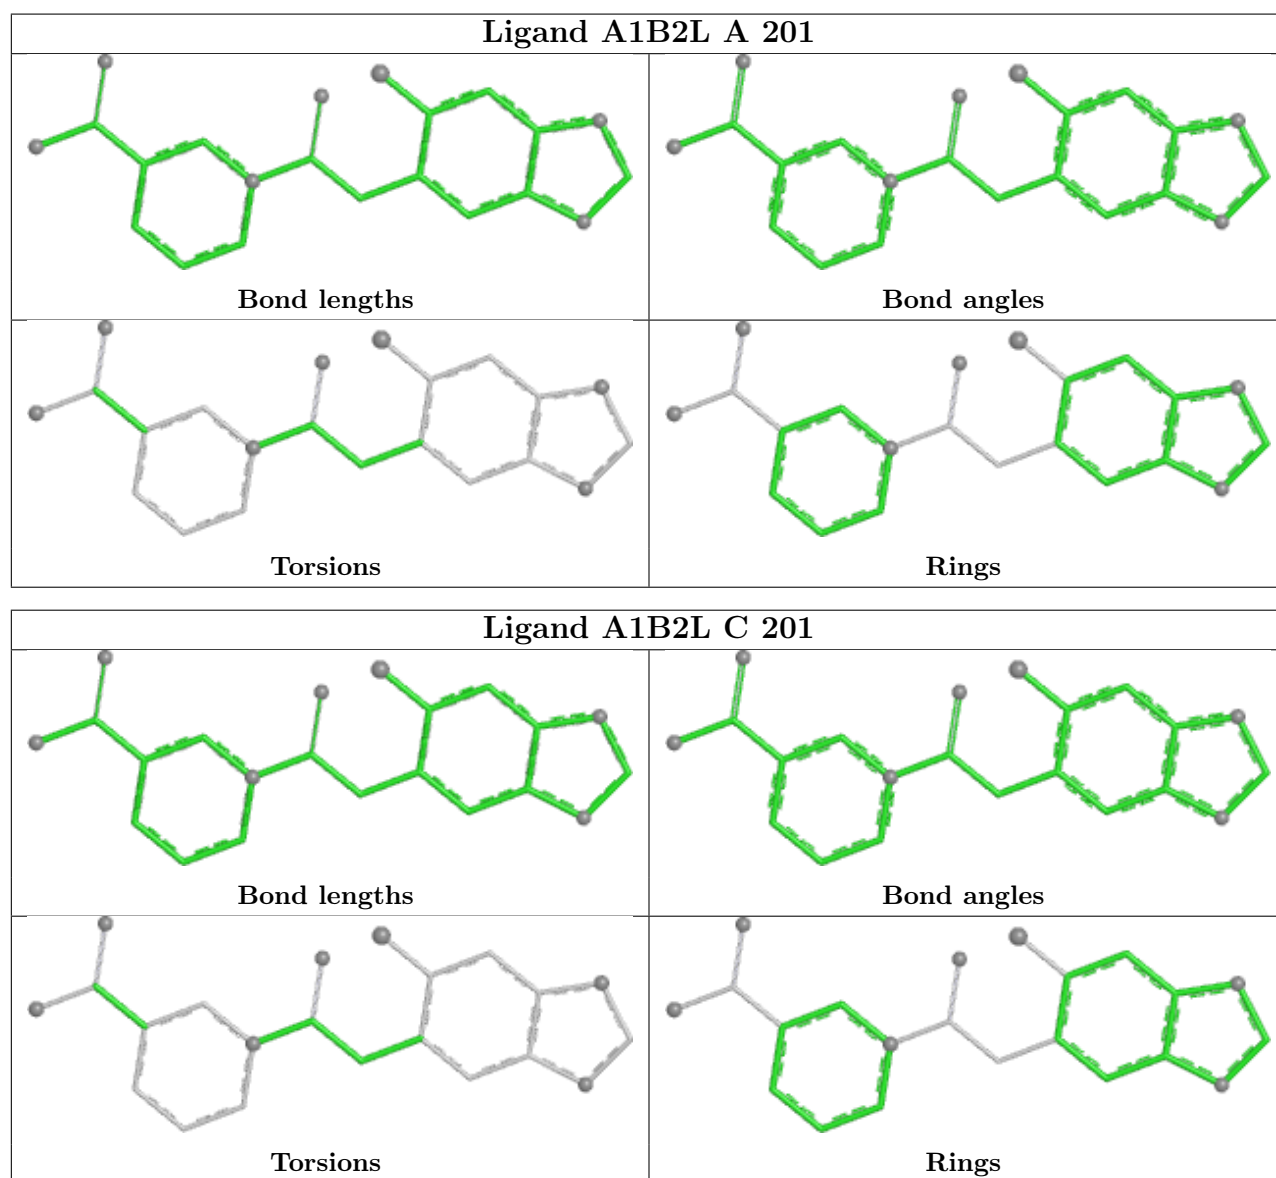 Ligand A1B2L A 201
Bond lengths
Bond angles
Torsions
Rings
Ligand A1B2L C 201
Bond lengths
Bond angles
Torsions
Rings